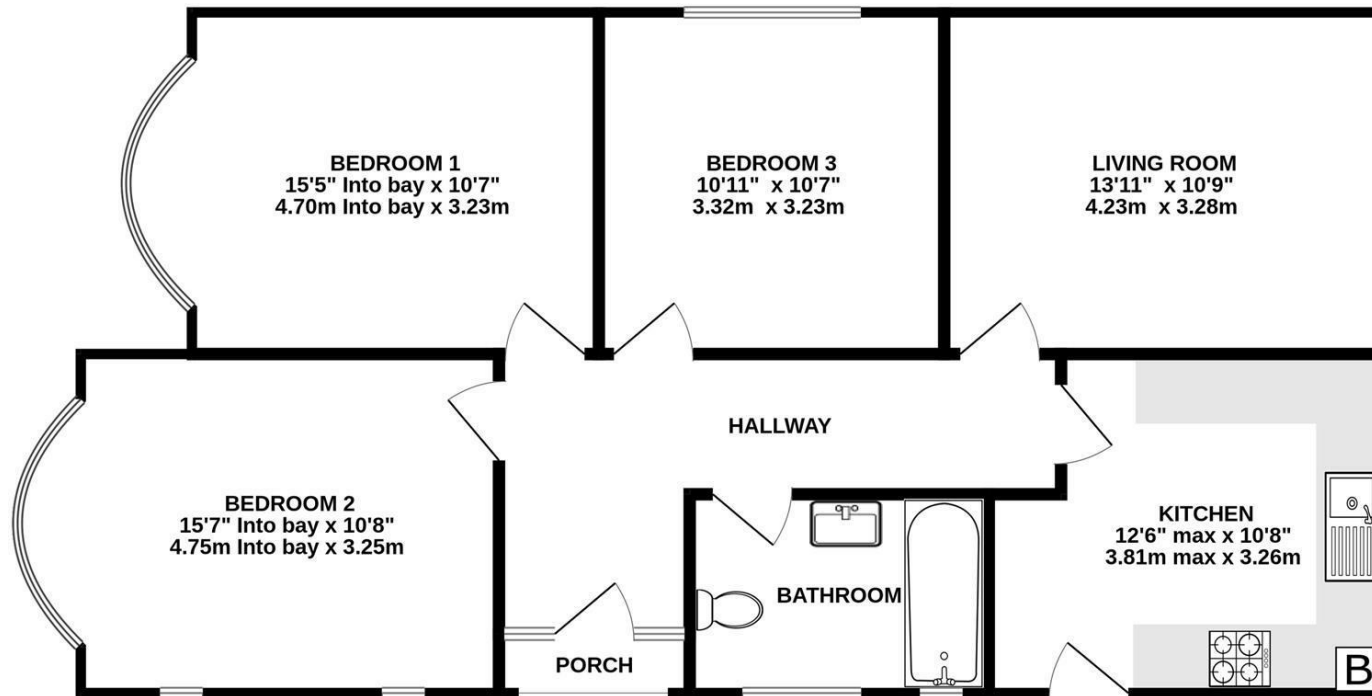 BEDROOM 1
15'5" Into bay x 10'7"
4.70m Into bay x 3.23m
BEDROOM 3
10'11" x 10'7"
3.32m x 3.23m
LIVING ROOM
13'11" x 10'9"
4.23m x 3.28m
HALLWAY
BEDROOM 2
15'7" Into bay x 10'8"
4.75m Into bay x 3.25m
KITCHEN
12'6" max x 10'8"
3.81m max x 3.26m
BATHROOM
PORCH
B